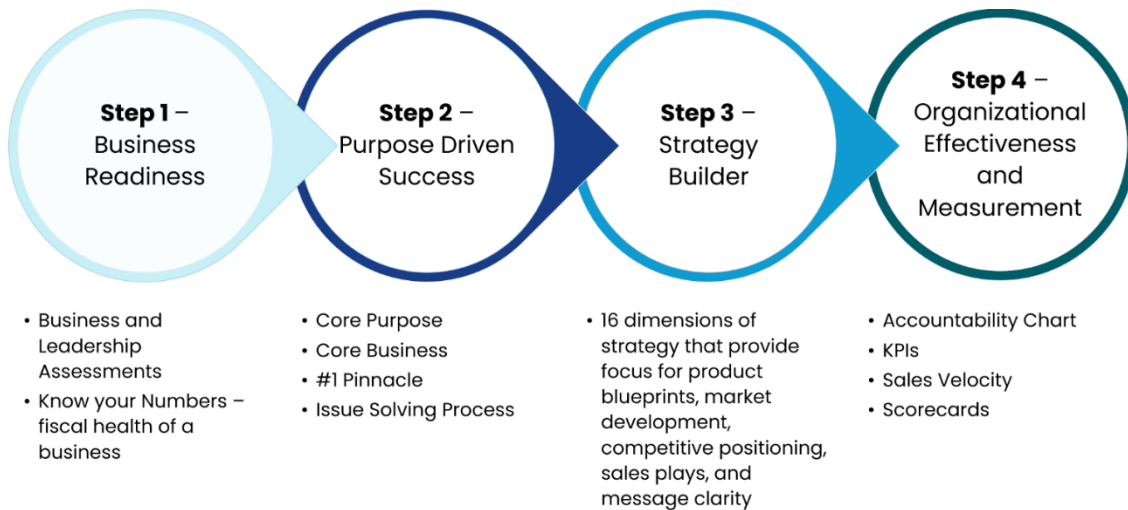 Step 1 –
Business
Readiness
Step 2 –
Purpose Driven
Success
Step 3 –
Strategy
Builder
Step 4 –
Organizational
Effectiveness
and
Measurement
• Business and
Leadership
Assessments
• Know your Numbers –
fiscal health of a
business
• Core Purpose
• Core Business
• #1 Pinnacle
• Issue Solving Process
• 16 dimensions of
strategy that provide
focus for product
blueprints, market
development,
competitive positioning,
sales plays, and
message clarity
• Accountability Chart
• KPIs
• Sales Velocity
• Scorecards